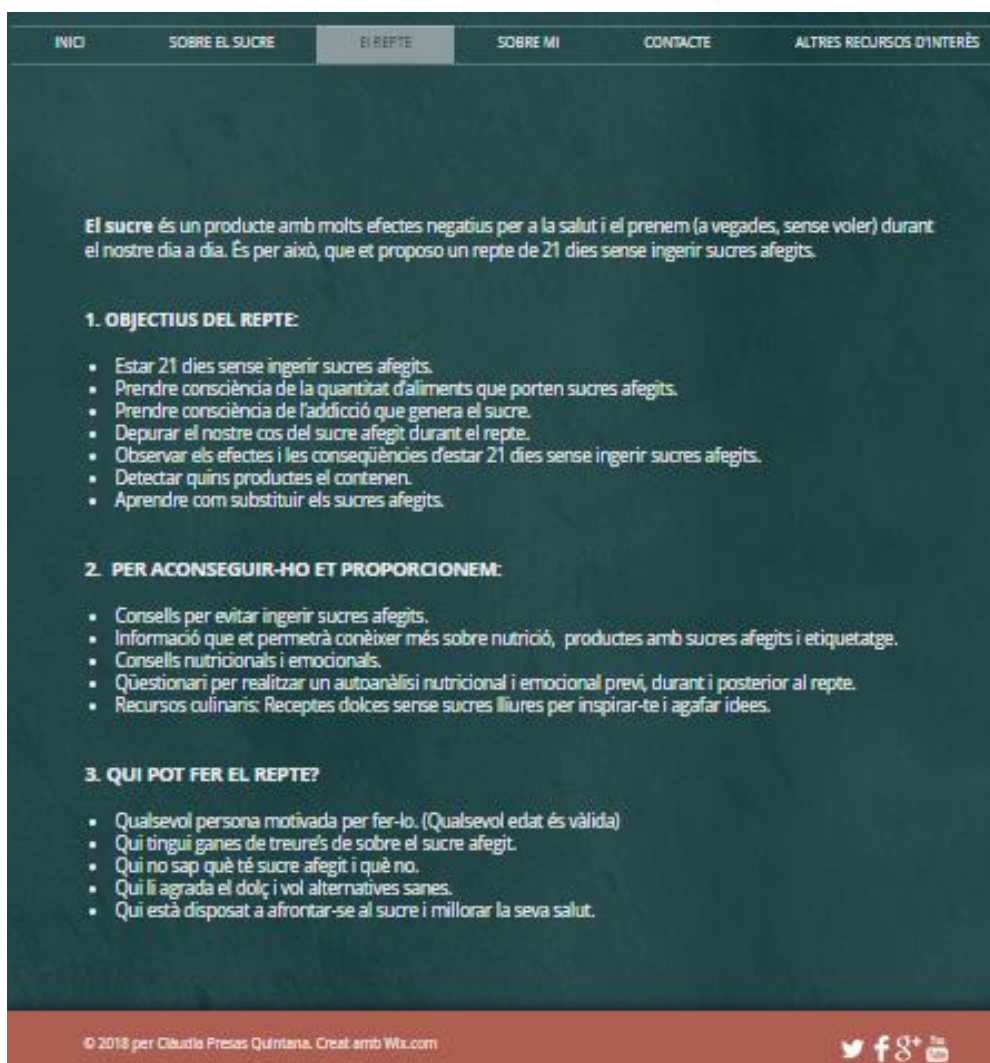 INICI SOBRE EL SUCRE El REPTE SOBRE MI CONTACTE ALTRES RECURSOS D'INTERÈS
El sucre és un producte amb molts efectes negatius per a la salut i el prenem (a vegades, sense voler) durant
el nostre dia a dia. És per això, que et proposo un repte de 21 dies sense ingerir sucres afegits.
1. OBJECTIUS DEL REPTE:
• Estar 21 dies sense ingerir sucres afegits.
• Prendre consciència de la quantitat d'aliments que porten sucres afegits.
• Prendre consciència de l'addicció que genera el sucre.
• Depurar el nostre cos del sucre afegit durant el repte.
• Observar els efectes i les conseqüències d'estar 21 dies sense ingerir sucres afegits.
• Detectar quins productes el contenen.
• Aprendre com substituir els sucres afegits.
2. PER ACONSEGUIR-HO ET PROPORCIONEM:
• Consells per evitar ingerir sucres afegits.
• Informació que et permetrà conèixer més sobre nutrició, productes amb sucres afegits i etiquetatge.
• Consells nutricionals i emocionals.
• Qüestionari per realitzar un autoanàlisi nutricional i emocional previ, durant i posterior al repte.
• Recursos culinaris: Receptes dolces sense sucres lliures per inspirar-te i agafar idees.
3. QUI POT FER EL REPTE?
• Qualsevol persona motivada per fer-lo. (Qualsevol edat és vàlida)
• Qui tingui ganes de treure's de sobre el sucre afegit.
• Qui no sap què té sucre afegit i què no.
• Qui li agrada el dolç i vol alternatives sanes.
• Qui està disposat a afrontar-se al sucre i millorar la seva salut.
© 2018 per Clàudia Presas Quintana. Creat amb Wix.com